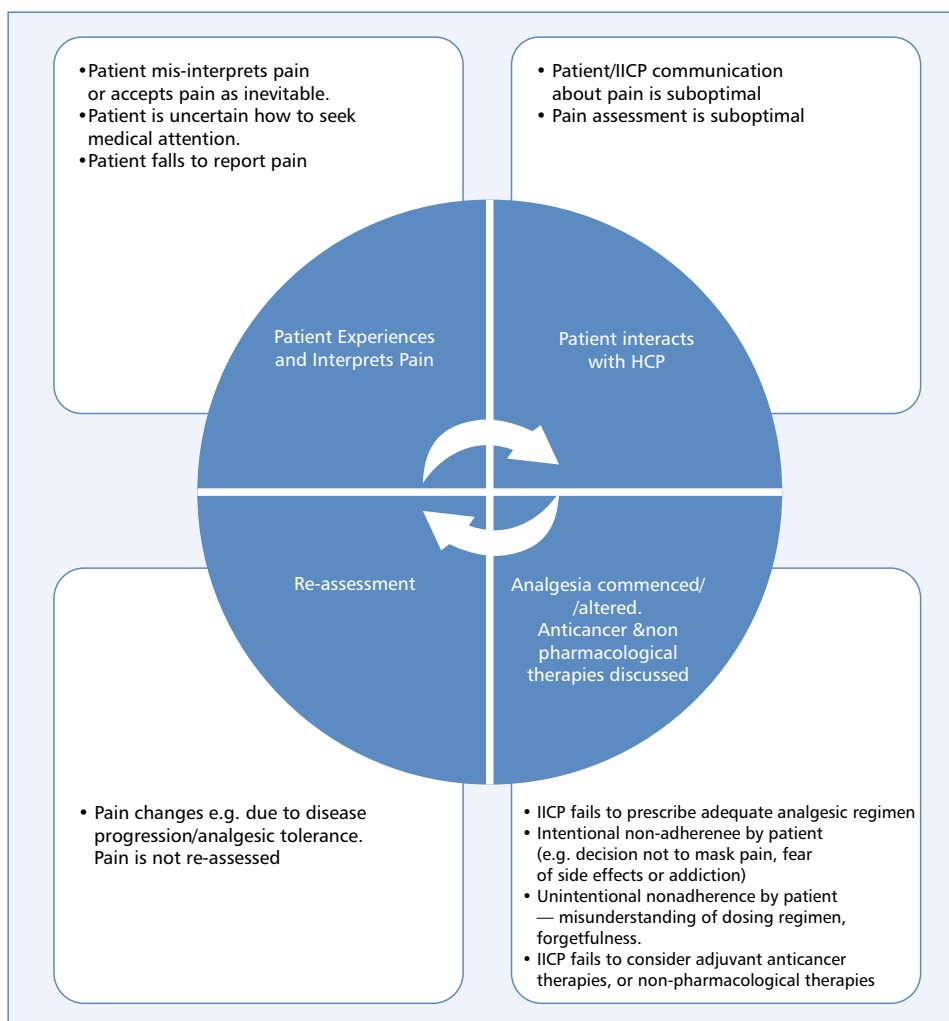 •Patient mis-interprets pain
or accepts pain as inevitable.
•Patient is uncertain how to seek
medical attention.
•Patient falls to report pain
• Patient/IICP communication
about pain is suboptimal
• Pain assessment is suboptimal
Patient Experiences
and Interprets Pain
Patient interacts
with HCP
Re-assessment
Analgesia commenced/
/altered.
Anticancer &non
pharmacological
therapies discussed
• Pain changes e.g. due to disease
progression/analgesic tolerance.
Pain is not re-assessed
• IICP fails to prescribe adequate analgesic regimen
• Intentional non-adherenee by patient
(e.g. decision not to mask pain, fear
of side effects or addiction)
• Unintentional nonadherence by patient
— misunderstanding of dosing regimen,
forgetfulness.
• IICP fails to consider adjuvant anticancer
therapies, or non-pharmacological therapies